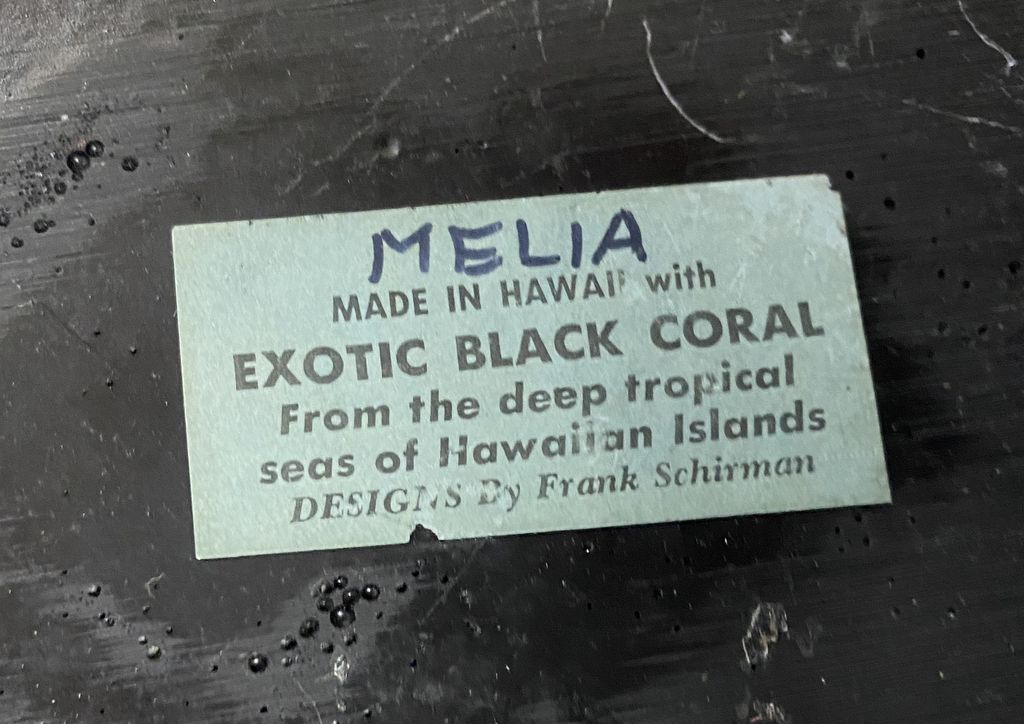 MELIA
MADE IN HAWAII with
EXOTIC BLACK CORAL
From the deep tropical
seas of Hawaiian Islands
DESIGNS By Frank Schirman